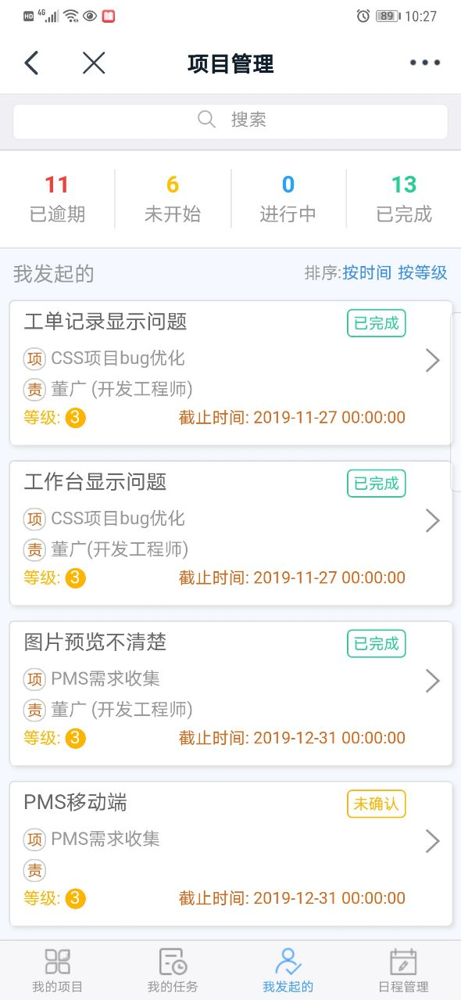 HD 4G 89 10:27
项目管理
搜索
11 6 0 13
已逾期 未开始 进行中 已完成
我发起的 排序:按时间 按等级
工单记录显示问题 已完成
项 CSS项目bug优化
责 董广 (开发工程师)
等级: 3 截止时间: 2019-11-27 00:00:00
工作台显示问题 已完成
项 CSS项目bug优化
责 董广(开发工程师)
等级: 3 截止时间: 2019-11-27 00:00:00
图片预览不清楚 已完成
项 PMS需求收集
责 董广 (开发工程师)
等级: 3 截止时间: 2019-12-31 00:00:00
PMS移动端 未确认
项 PMS需求收集
责
等级: 3 截止时间: 2019-12-31 00:00:00
我的项目 我的任务 我发起的 日程管理